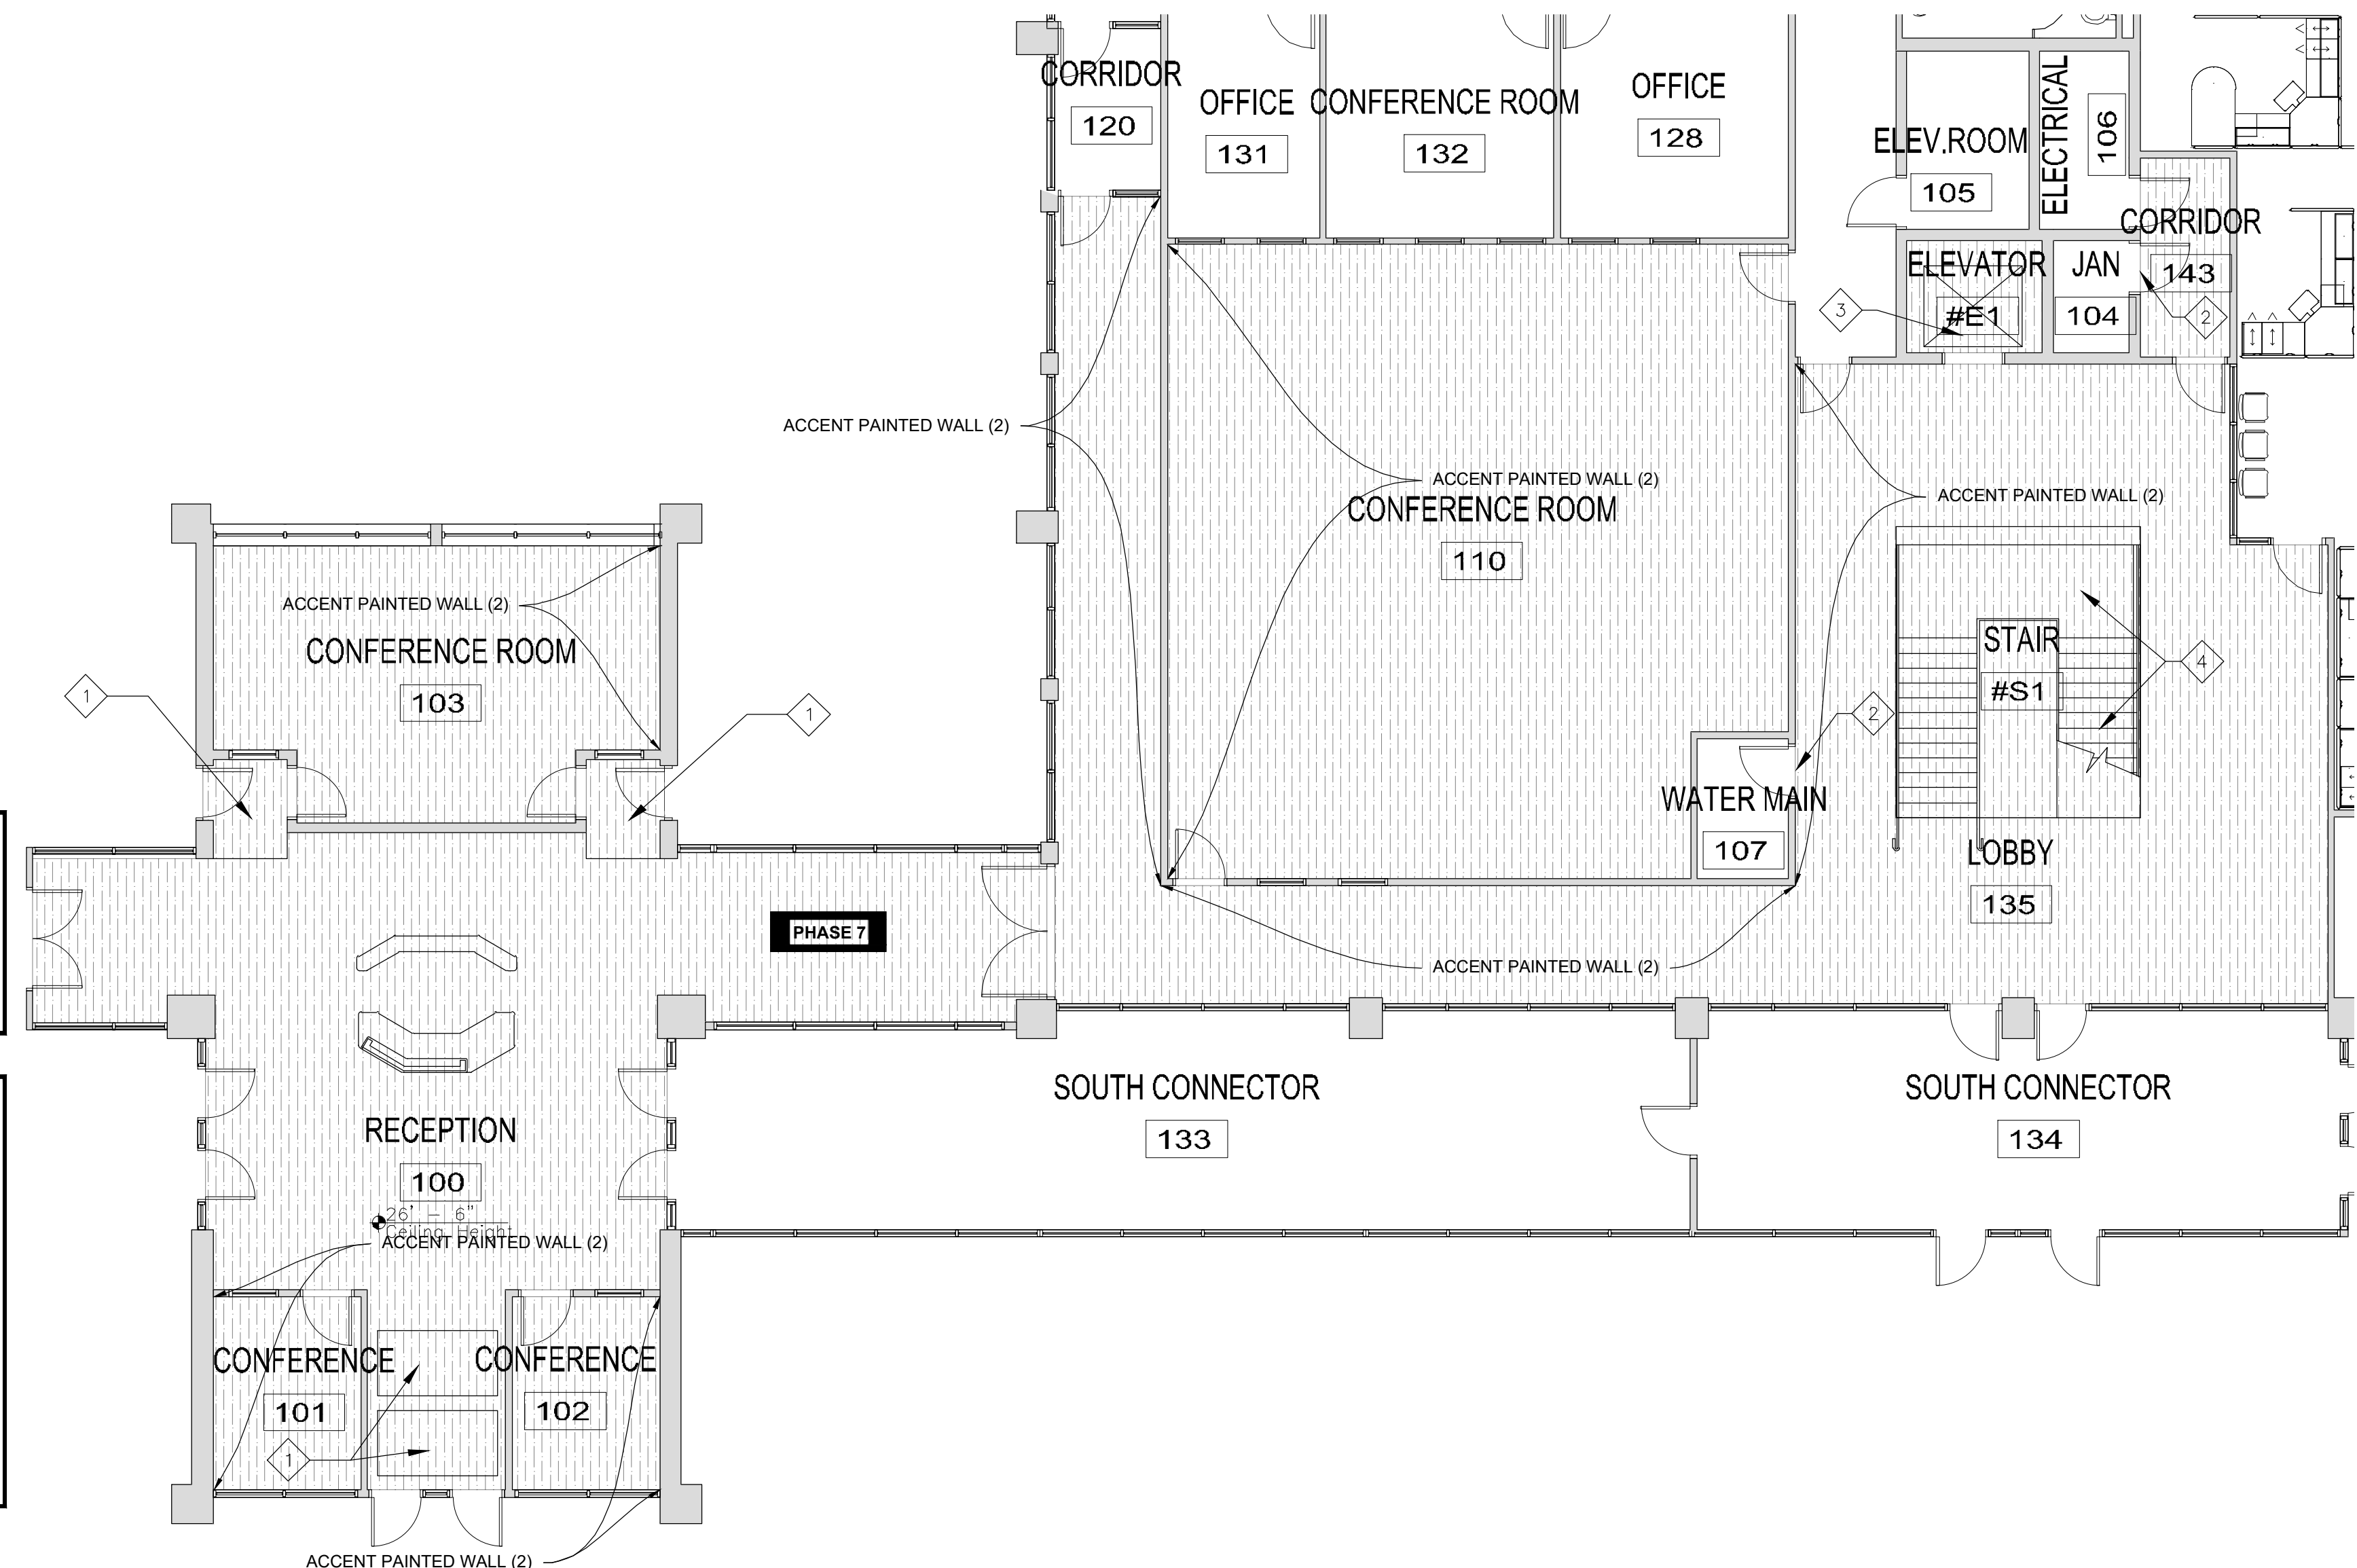 CORRIDOR
120
OFFICE
131
CONFERENCE ROOM
132
OFFICE
128
ELEV.ROOM
105
ELECTRICAL
106
CORRIDOR
143
ELEVATOR
#E1
JAN
104
3
2
ACCENT PAINTED WALL (2)
ACCENT PAINTED WALL (2)
CONFERENCE ROOM
110
ACCENT PAINTED WALL (2)
ACCENT PAINTED WALL (2)
CONFERENCE ROOM
103
1
1
STAIR
#S1
4
2
WATER MAIN
107
LOBBY
135
PHASE 7
ACCENT PAINTED WALL (2)
SOUTH CONNECTOR
133
SOUTH CONNECTOR
134
RECEPTION
100
26' - 6"
Ceiling Height
ACCENT PAINTED WALL (2)
CONFERENCE
101
CONFERENCE
102
1
ACCENT PAINTED WALL (2)